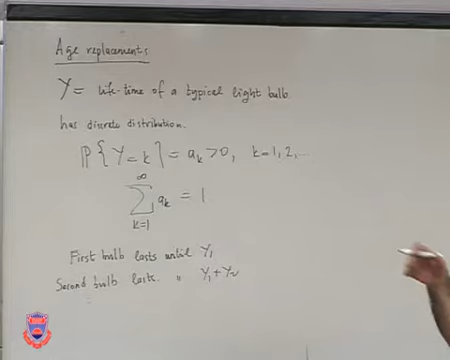 Age replacements
Y = life-time of a typical light bulb
has discrete distribution.
ℙ{Y=k} = a_k > 0, k=1,2,...
∑_{k=1}^{∞} a_k = 1
First bulb lasts until Y_1
Second bulb lasts. " Y_1 + Y_2